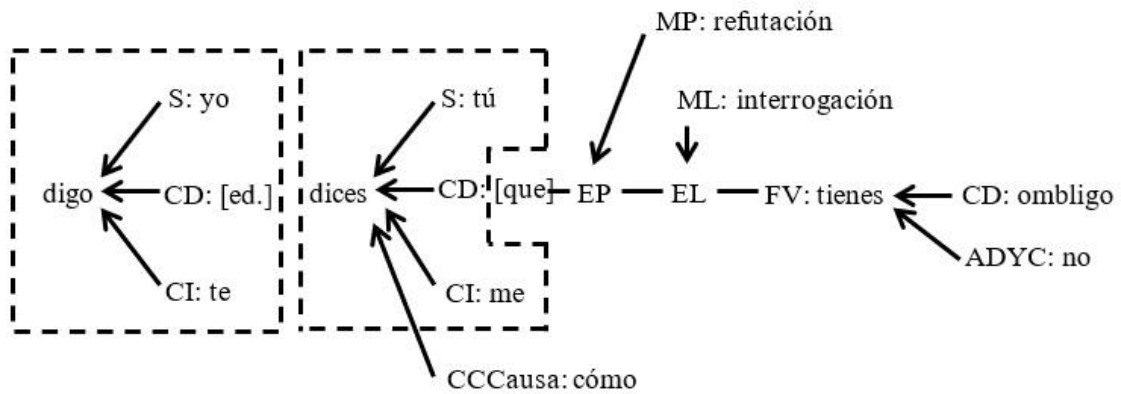 MP: refutación
S: yo
S: tú
ML: interrogación
digo
CD: [ed.]
dices
CD: [que]
EP
EL
FV: tienes
CD: ombligo
ADYC: no
CI: te
CI: me
CCCausa: cómo